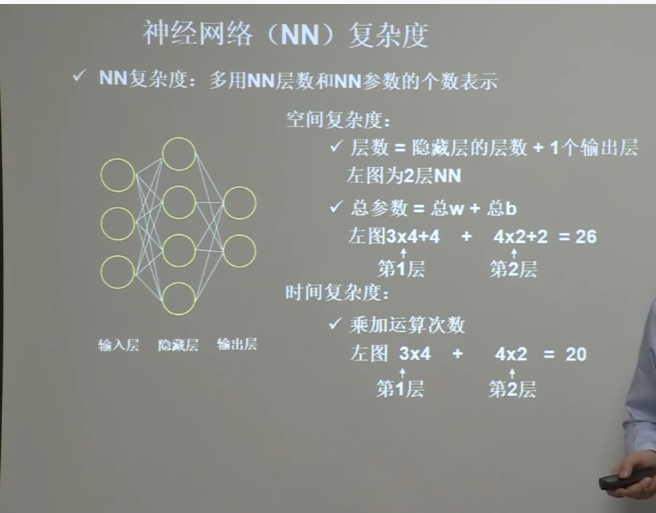 神经网络（NN）复杂度
✓ NN复杂度：多用NN层数和NN参数的个数表示
空间复杂度：
✓ 层数 = 隐藏层的层数 + 1个输出层
左图为2层NN
✓ 总参数 = 总w + 总b
左图3x4+4 + 4x2+2 = 26
第1层 第2层
时间复杂度：
✓ 乘加运算次数
左图 3x4 + 4x2 = 20
第1层 第2层
输入层 隐藏层 输出层